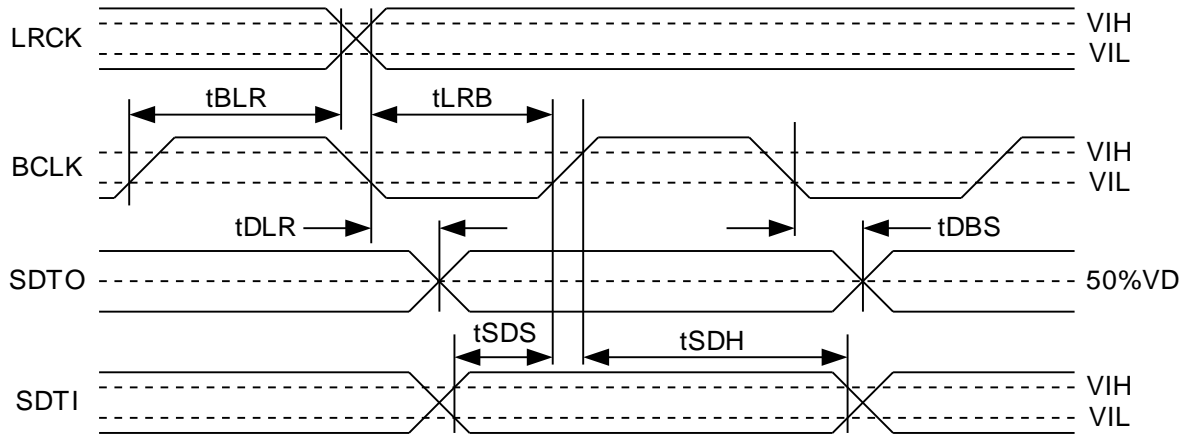 LRCK
VIH
VIL
tBLR
tLRB
BCLK
VIH
VIL
tDLR
tDBS
SDTO
50%VD
tSDS
tSDH
SDTI
VIH
VIL